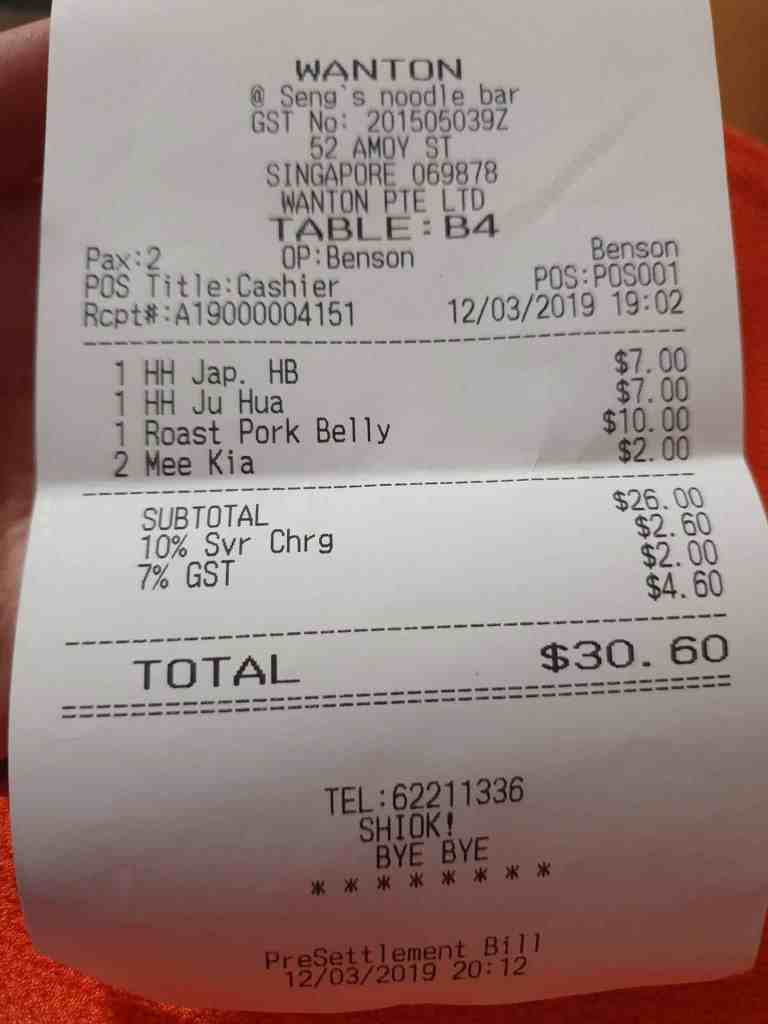 WANTON
@ Seng's noodle bar
GST No: 201505039Z
52 AMOY ST
SINGAPORE 069878
WANTON PTE LTD
TABLE:B4
Pax:2 OP:Benson Benson
POS Title:Cashier POS:POS001
Rcpt#:A19000004151 12/03/2019 19:02
1 HH Jap. HB $7.00
1 HH Ju Hua $7.00
1 Roast Pork Belly $10.00
2 Mee Kia $2.00
SUBTOTAL $26.00
10% Svr Chrg $2.60
7% GST $2.00
$4.60
TOTAL $30.60
TEL:62211336
SHIOK!
BYE BYE
* * * * * * * *
PreSettlement Bill
12/03/2019 20:12